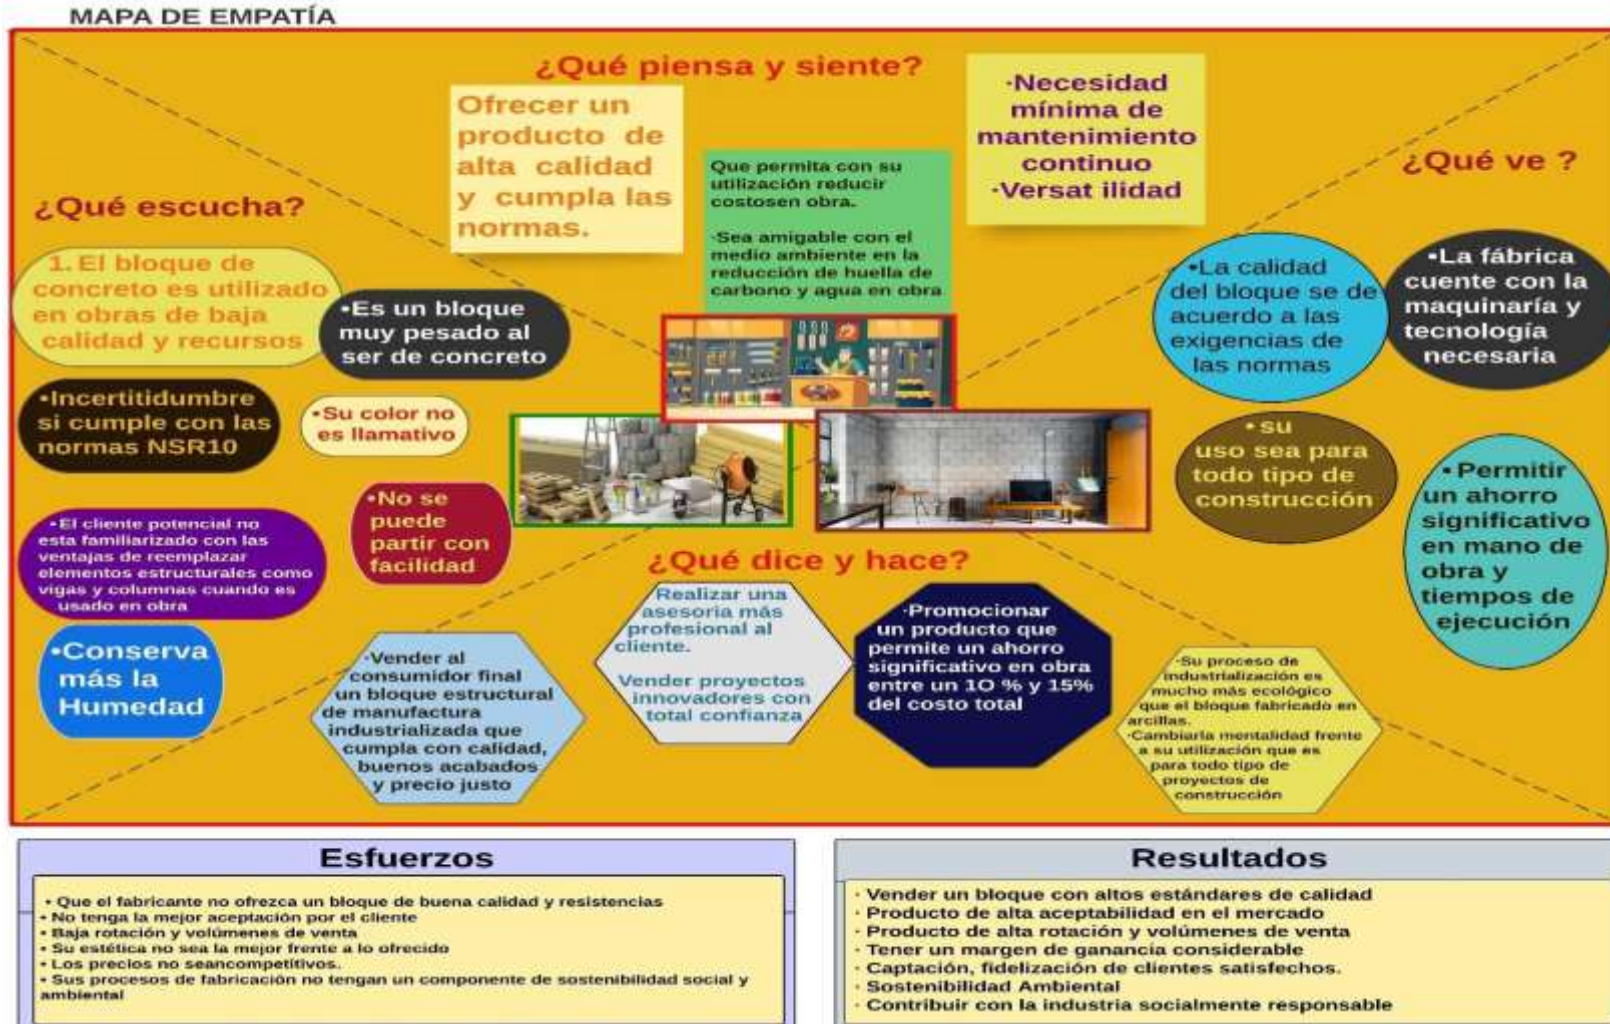 MAPA DE EMPATÍA
¿Qué piensa y siente?
Ofrecer un
producto de
alta calidad
y cumpla las
normas.
Que permita con su
utilización reducir
costosen obra.
·Sea amigable con el
medio ambiente en la
reducción de huella de
carbono y agua en obra
·Necesidad
mínima de
mantenimiento
continuo
·Versat ilidad
¿Qué escucha?
1. El bloque de
concreto es utilizado
en obras de baja
calidad y recursos
•Es un bloque
muy pesado al
ser de concreto
•Incertitidumbre
si cumple con las
normas NSR10
•Su color no
es llamativo
•El cliente potencial no
esta familiarizado con las
ventajas de reemplazar
elementos estructurales como
vigas y columnas cuando es
usado en obra
•No se
puede
partir con
facilidad
•Conserva
más la
Humedad
¿Qué ve ?
•La calidad
del bloque se de
acuerdo a las
exigencias de
las normas
•La fábrica
cuente con la
maquinaría y
tecnología
necesaria
• su
uso sea para
todo tipo de
construcción
• Permitir
un ahorro
significativo
en mano de
obra y
tiempos de
ejecución
¿Qué dice y hace?
·Vender al
consumidor final
un bloque estructural
de manufactura
industrializada que
cumpla con calidad,
buenos acabados
y precio justo
Realizar una
asesoria más
profesional al
cliente.
Vender proyectos
innovadores con
total confianza
·Promocionar
un producto que
permite un ahorro
significativo en obra
entre un 1O % y 15%
del costo total
·Su proceso de
industrialización es
mucho más ecológico
que el bloque fabricado en
arcillas.
·Cambiaria mentalidad frente
a su utilización que es
para todo tipo de
proyectos de
construcción
Esfuerzos
• Que el fabricante no ofrezca un bloque de buena calidad y resistencias
• No tenga la mejor aceptación por el cliente
• Baja rotación y volúmenes de venta
• Su estética no sea la mejor frente a lo ofrecido
• Los precios no seancompetitivos.
• Sus procesos de fabricación no tengan un componente de sostenibilidad social y
ambiental
Resultados
· Vender un bloque con altos estándares de calidad
· Producto de alta aceptabilidad en el mercado
· Producto de alta rotación y volúmenes de venta
· Tener un margen de ganancia considerable
· Captación, fidelización de clientes satisfechos.
· Sostenibilidad Ambiental
· Contribuir con la industria socialmente responsable